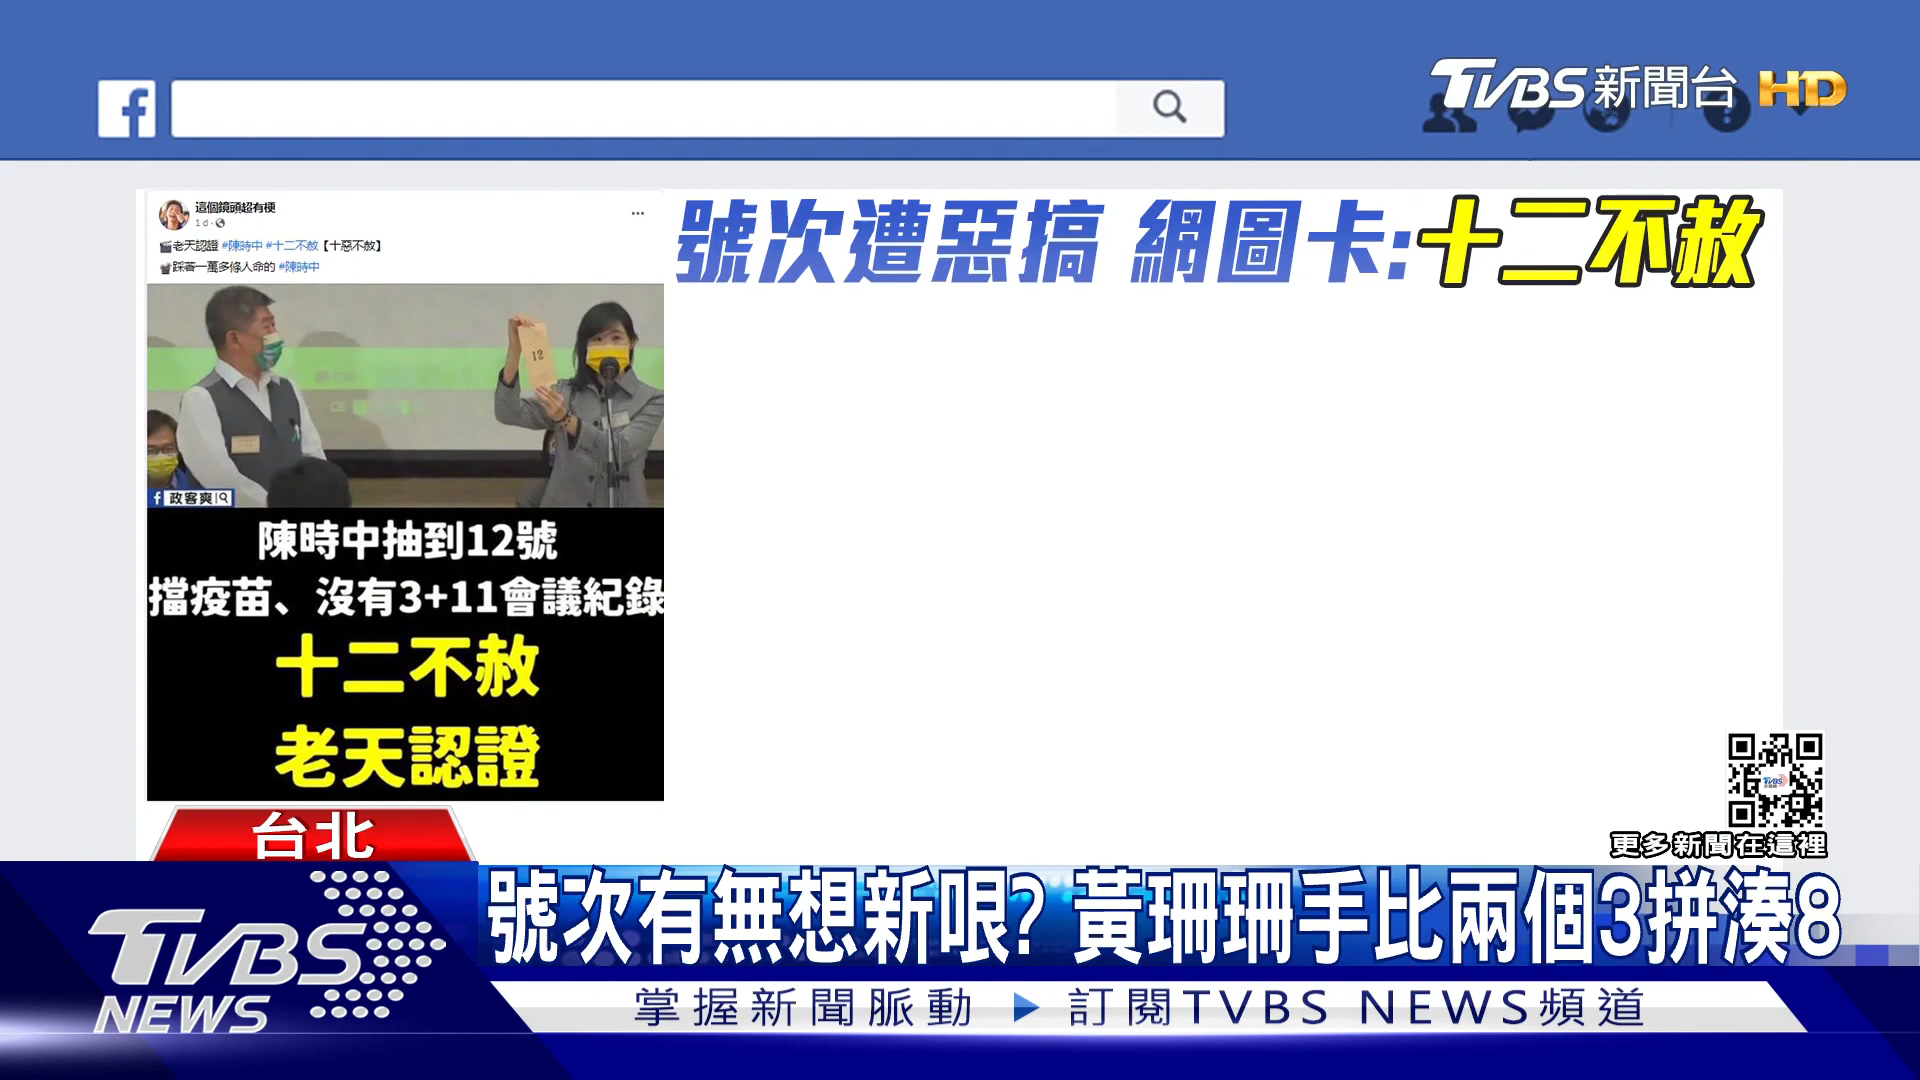 TVBS新聞台 HD
號次遭惡搞 網圖卡:十二不赦
這個鏡頭超有梗
1 d
老天認證 #陳時中 #十二不赦【十惡不赦】
踩著一萬多條人命的 #陳時中
12
政客爽
陳時中抽到12號
擋疫苗、沒有3+11會議紀錄
十二不赦
老天認證
TVBS
更多新聞在這裡
台北
號次有無想新哏? 黃珊珊手比兩個3拼湊8
TVBS NEWS
掌握新聞脈動 ▶ 訂閱TVBS NEWS頻道